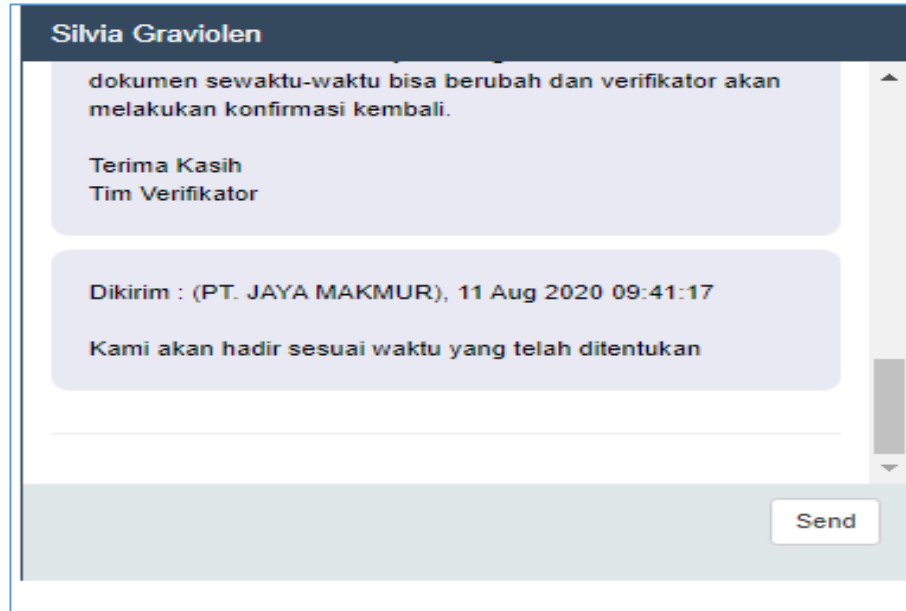 Silvia Graviolen
dokumen sewaktu-waktu bisa berubah dan verifikator akan
melakukan konfirmasi kembali.
Terima Kasih
Tim Verifikator
Dikirim : (PT. JAYA MAKMUR), 11 Aug 2020 09:41:17
Kami akan hadir sesuai waktu yang telah ditentukan
Send